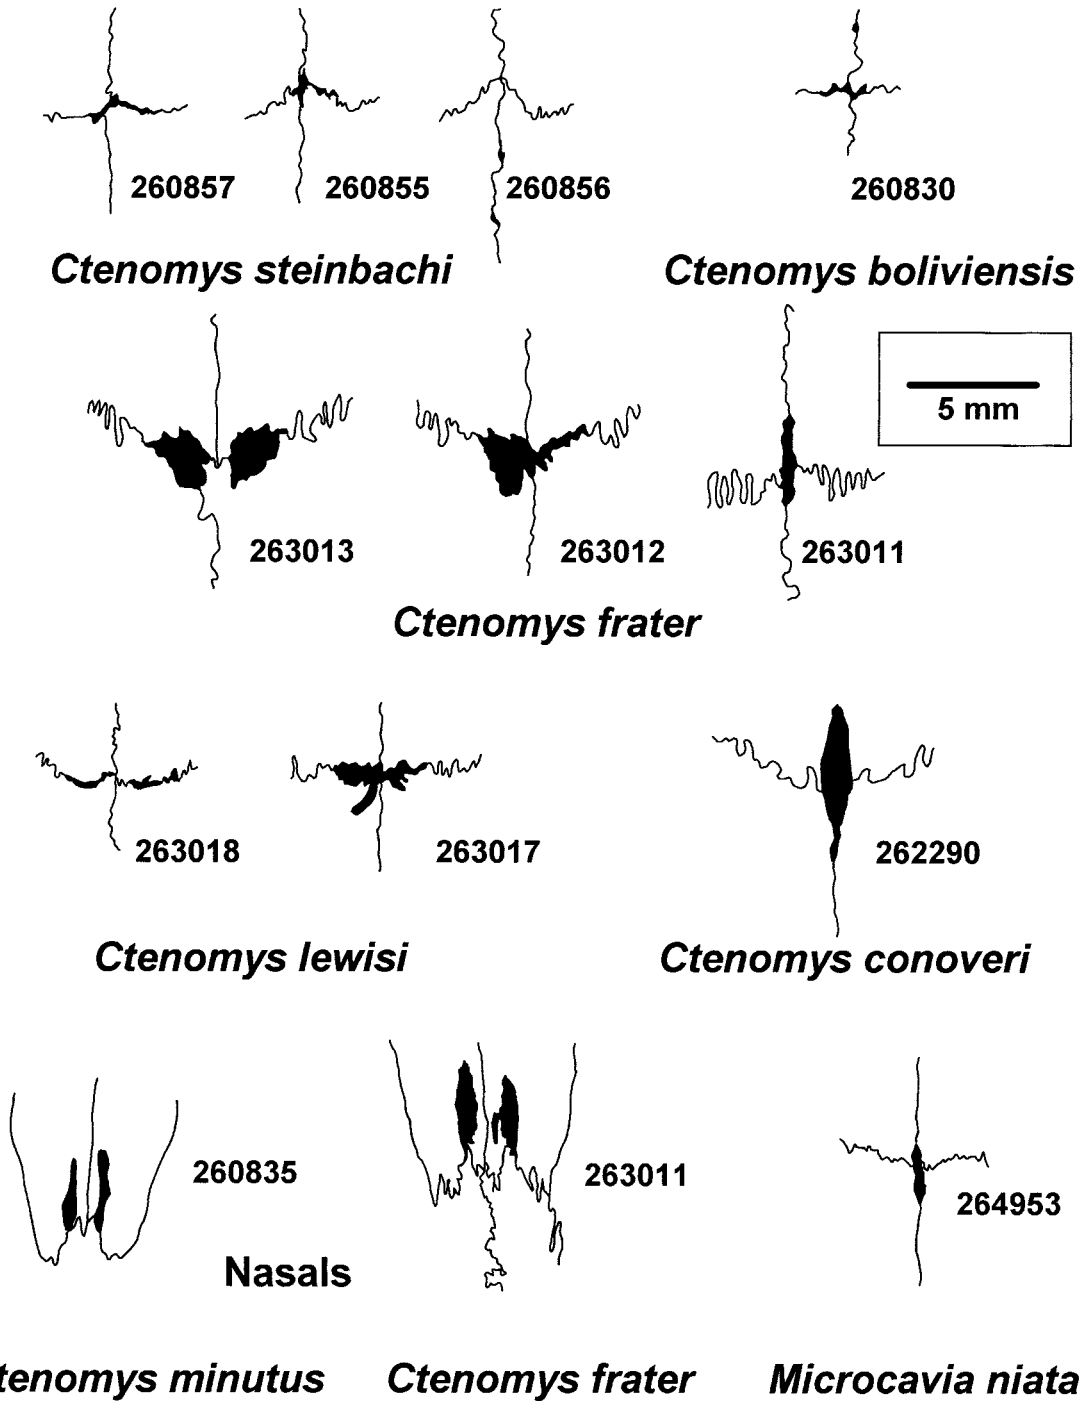 260857 260855 260856 260830
Ctenomys steinbachi Ctenomys boliviensis
5 mm
263013 263012 263011
Ctenomys frater
263018 263017 262290
Ctenomys lewisi Ctenomys conoveri
260835 263011 264953
Nasals
tenomys minutus Ctenomys frater Microcavia niata